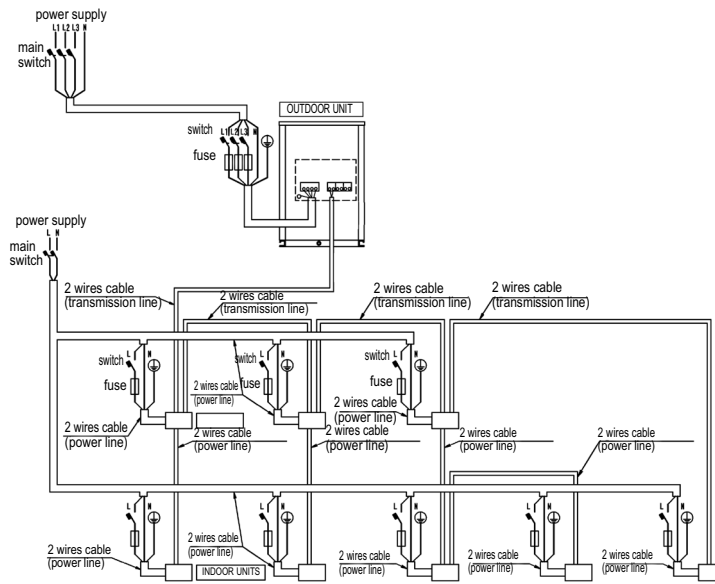 power supply
L1 L2 L3 N
main
switch
OUTDOOR UNIT
switch
L1 L2 L3 N
fuse
power supply
L N
main
switch
2 wires cable
(transmission line)
2 wires cable
(transmission line)
2 wires cable
(transmission line)
2 wires cable
(transmission line)
L N
switch
fuse
L N
switch
fuse
L N
switch
fuse
2 wires cable
(power line)
2 wires cable
(power line)
2 wires cable
(power line)
2 wires cable
(power line)
2 wires cable
(power line)
2 wires cable
(power line)
2 wires cable
(power line)
L N
L N
L N
L N
L N
2 wires cable
(power line)
2 wires cable
(power line)
2 wires cable
(power line)
2 wires cable
(power line)
2 wires cable
(power line)
INDOOR UNITS